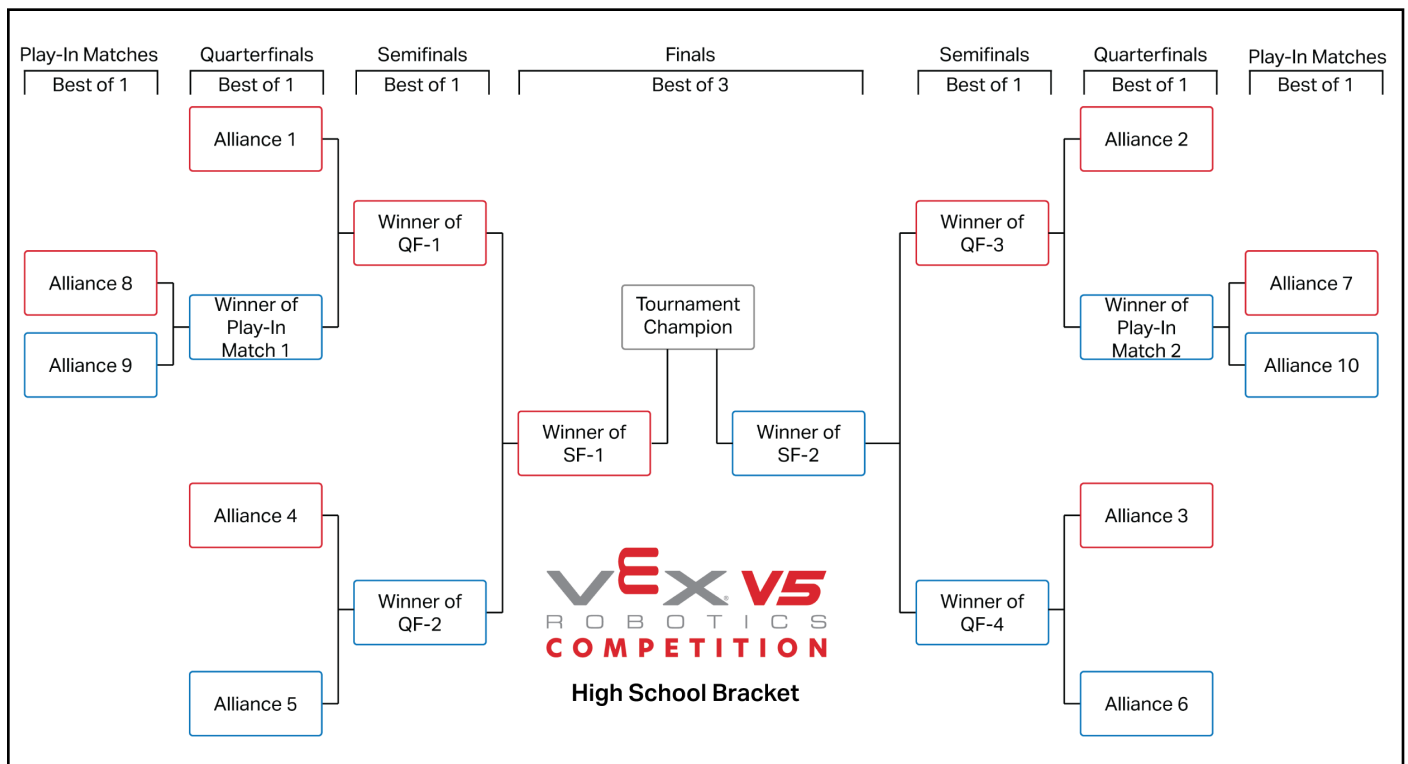 Play-In Matches
Quarterfinals
Semifinals
Finals
Semifinals
Quarterfinals
Play-In Matches
Best of 1
Best of 1
Best of 1
Best of 3
Best of 1
Best of 1
Best of 1
Alliance 1
Alliance 8
Alliance 9
Winner of
Play-In
Match 1
Winner of
QF-1
Alliance 4
Alliance 5
Winner of
QF-2
Winner of
SF-1
Tournament
Champion
Winner of
SF-2
Winner of
QF-3
Alliance 2
Winner of
Play-In
Match 2
Alliance 7
Alliance 10
Winner of
QF-4
Alliance 3
Alliance 6
VEX® V5
ROBOTICS
COMPETITION
High School Bracket